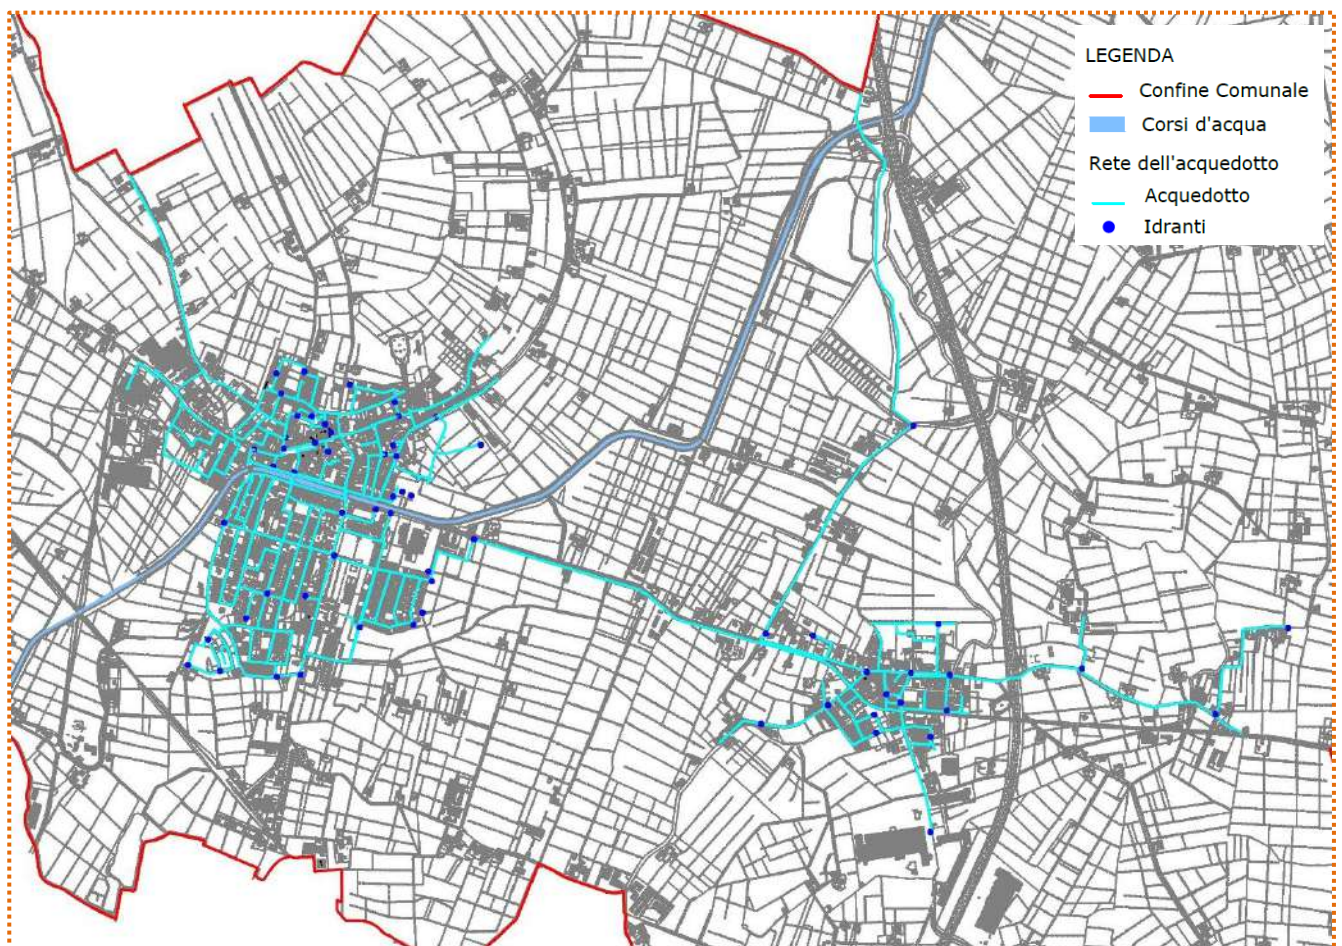 LEGENDA
Confine Comunale
Corsi d'acqua
Rete dell'acquedotto
Acquedotto
Idranti